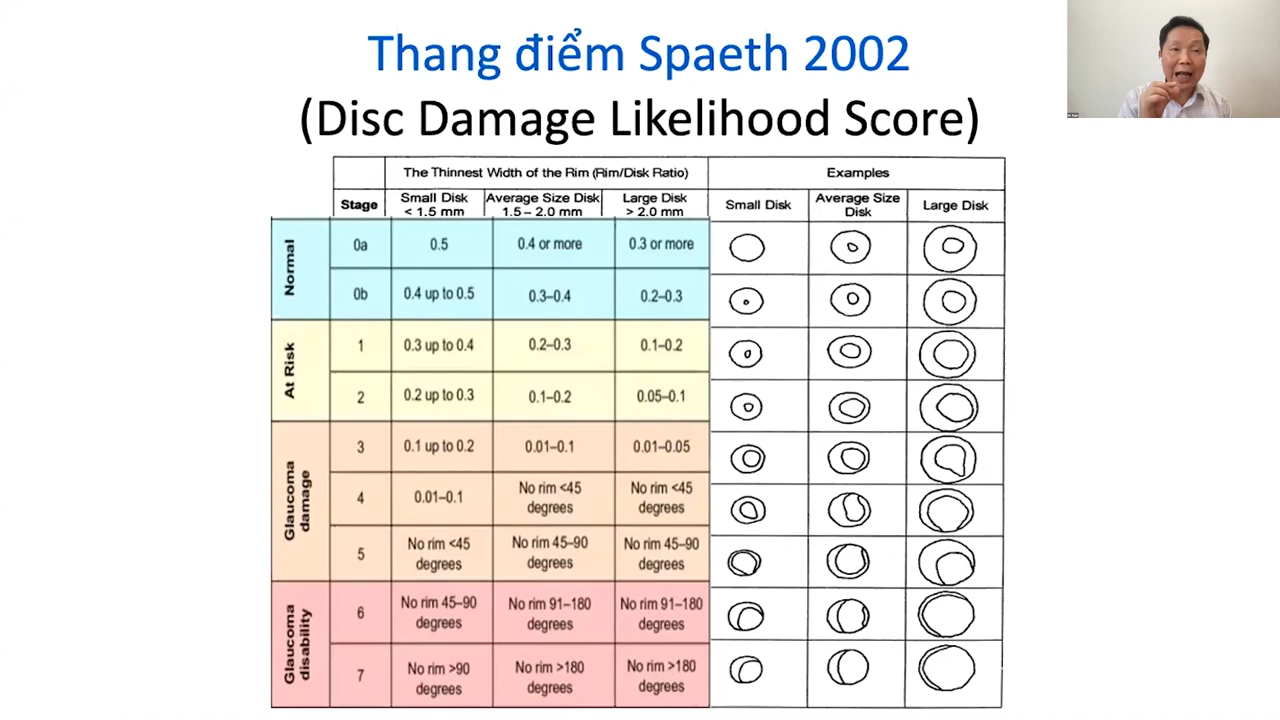 Thang điểm Spaeth 2002
(Disc Damage Likelihood Score)
The Thinnest Width of the Rim (Rim/Disk Ratio)
Examples
Stage
Small Disk
< 1.5 mm
Average Size Disk
1.5 – 2.0 mm
Large Disk
> 2.0 mm
Small Disk
Average Size
Disk
Large Disk
Normal
0a
0.5
0.4 or more
0.3 or more
0b
0.4 up to 0.5
0.3–0.4
0.2–0.3
At Risk
1
0.3 up to 0.4
0.2–0.3
0.1–0.2
2
0.2 up to 0.3
0.1–0.2
0.05–0.1
Glaucoma
damage
3
0.1 up to 0.2
0.01–0.1
0.01–0.05
4
0.01–0.1
No rim <45
degrees
No rim <45
degrees
5
No rim <45
degrees
No rim 45–90
degrees
No rim 45–90
degrees
Glaucoma
disability
6
No rim 45–90
degrees
No rim 91–180
degrees
No rim 91–180
degrees
7
No rim >90
degrees
No rim >180
degrees
No rim >180
degrees